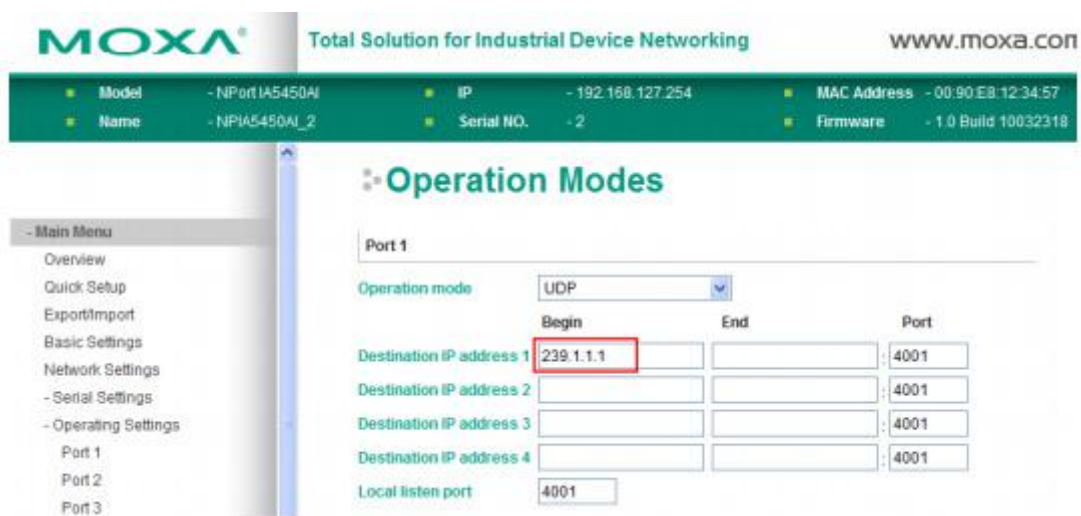 MOXA®
Total Solution for Industrial Device Networking
www.moxa.com
Model - NPort IA5450AI
IP - 192.168.127.254
MAC Address - 00:90:E8:12:34:57
Name - NPIA5450AI_2
Serial NO. - 2
Firmware - 1.0 Build 10032318
Operation Modes
- Main Menu
Overview
Quick Setup
Export/Import
Basic Settings
Network Settings
- Serial Settings
- Operating Settings
Port 1
Port 2
Port 3
Port 1
Operation mode UDP
Begin End Port
Destination IP address 1 239.1.1.1 : 4001
Destination IP address 2 : 4001
Destination IP address 3 : 4001
Destination IP address 4 : 4001
Local listen port 4001